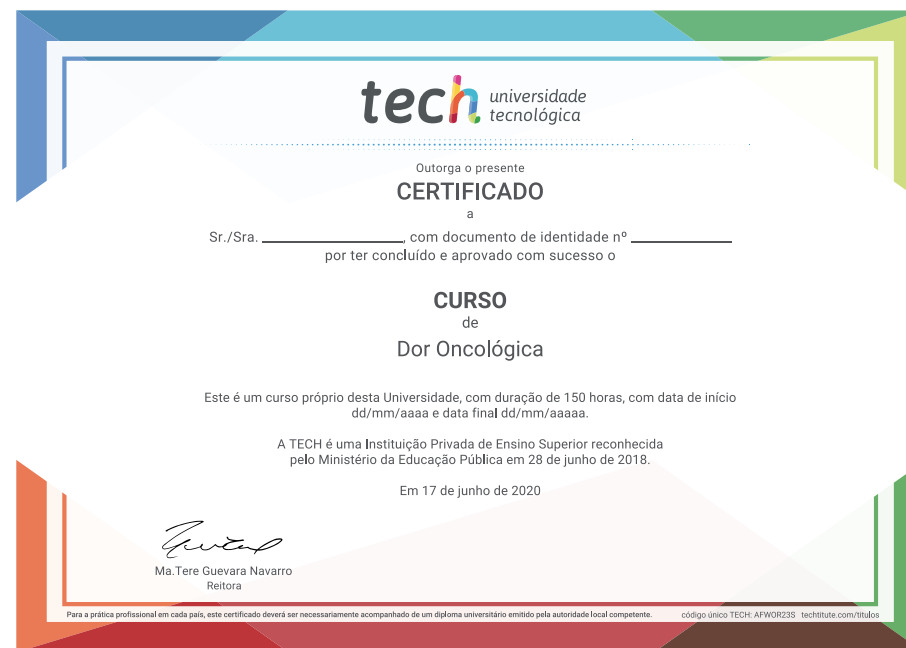 tech universidade
tecnológica
Outorga o presente
CERTIFICADO
a
Sr./Sra. ____________, com documento de identidade nº _________
por ter concluído e aprovado com sucesso o
CURSO
de
Dor Oncológica
Este é um curso próprio desta Universidade, com duração de 150 horas, com data de início
dd/mm/aaaa e data final dd/mm/aaaaa.
A TECH é uma Instituição Privada de Ensino Superior reconhecida
pelo Ministério da Educação Pública em 28 de junho de 2018.
Em 17 de junho de 2020
Ma.Tere Guevara Navarro
Reitora
Para a prática profissional em cada país, este certificado deverá ser necessariamente acompanhado de um diploma universitário emitido pela autoridade local competente. código único TECH: AFWOR23S techtitute.com/titulos